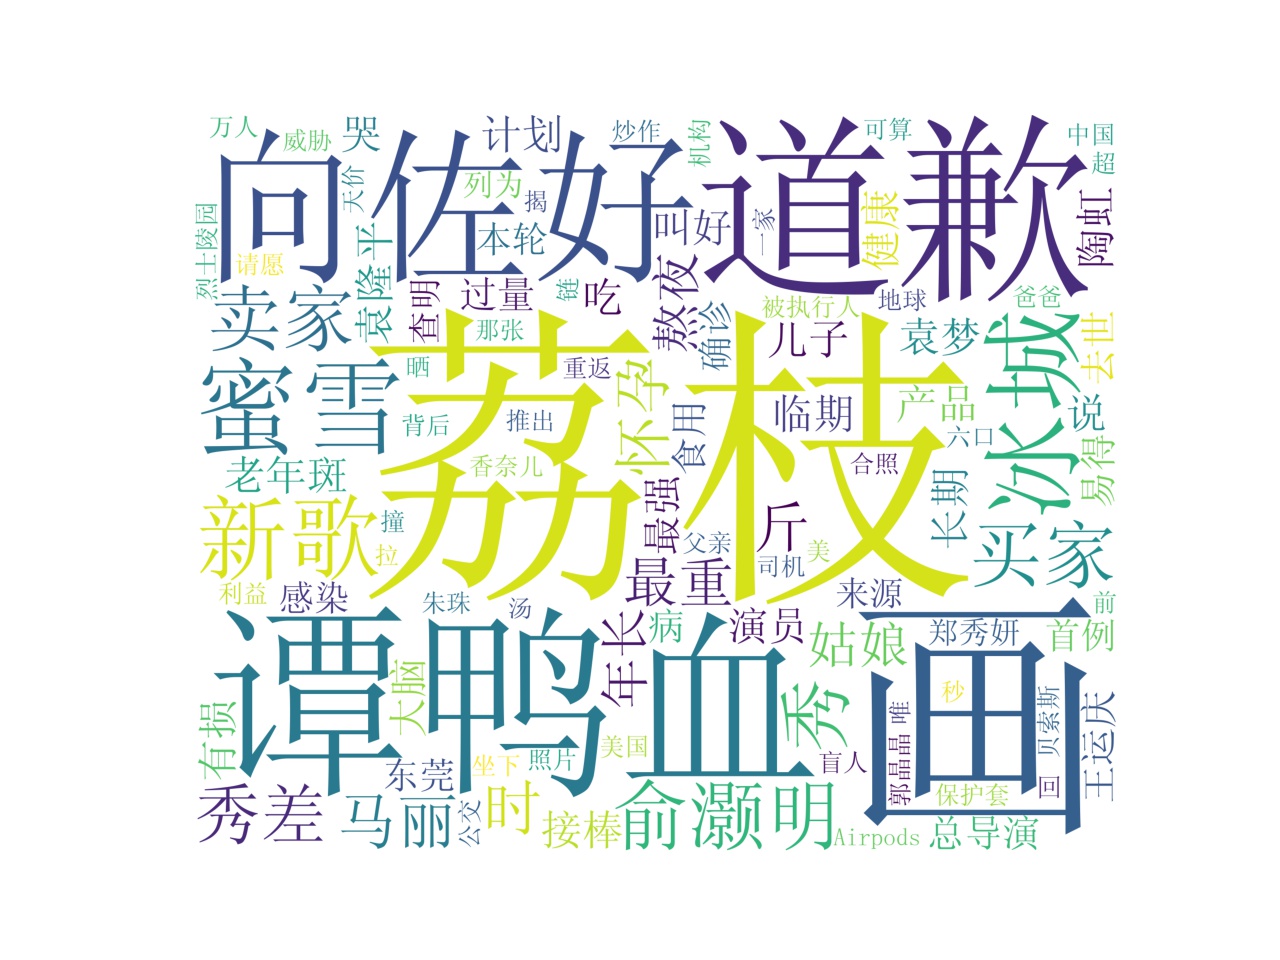 万人
威胁
哭
计划
炒作
机构
道歉
可算
中国
超
向佐
好
列为
揭
天价
烈士陵园
请愿
袁隆平
本轮
叫好
一家
健康
陶虹
卖家
查明
过量
链
吃
熬夜
确诊
被执行人
地球
爸爸
冰城
去世
那张
儿子
袁梦
蜜雪
荔枝
晒
重返
怀孕
临期
产品
说
背后
推出
食用
六口
易得
老年斑
香奈儿
合照
长期
新歌
撞
拉
最强
斤
父亲
司机
美
买家
利益
感染
朱珠
汤
最重
来源
前
谭
鸭血
年长
病
演员
姑娘
郑秀妍
首例
画
大脑
有损
秀
秒
唯
郭晶晶
贝索斯
王运庆
东莞
坐下
照片
美国
盲人
保护套
回
秀差
马丽
公交
时
接棒
俞灏明
Airpods
总导演